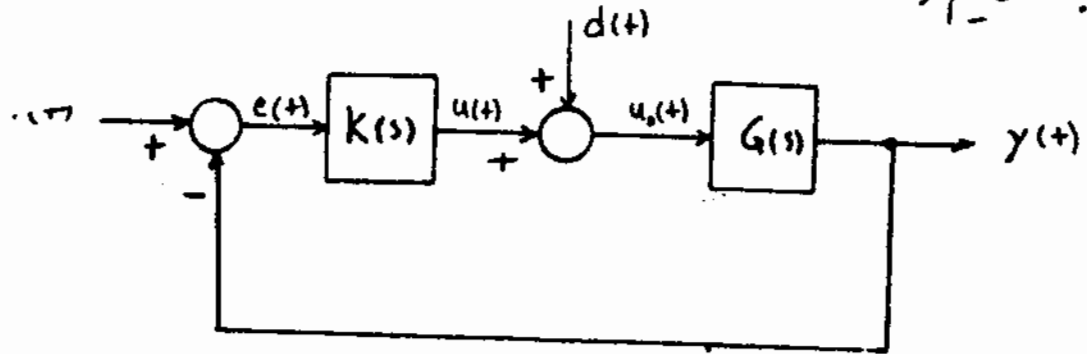 d(t)
e(t)
K(s)
u(t)
u₀(t)
G(s)
y(t)
+
+
+
-